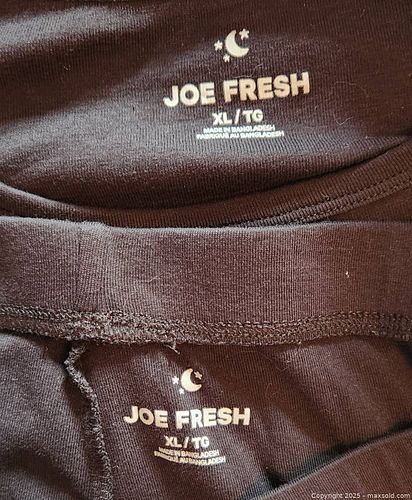 JOE FRESH
XL / TG
MADE IN BANGLADESH
FABRIQUÉ AU BANGLADESH
JOE FRESH
XL / TG
MADE IN BANGLADESH
FABRIQUÉ AU BANGLADESH
Copyright 2025 - maxsold.com